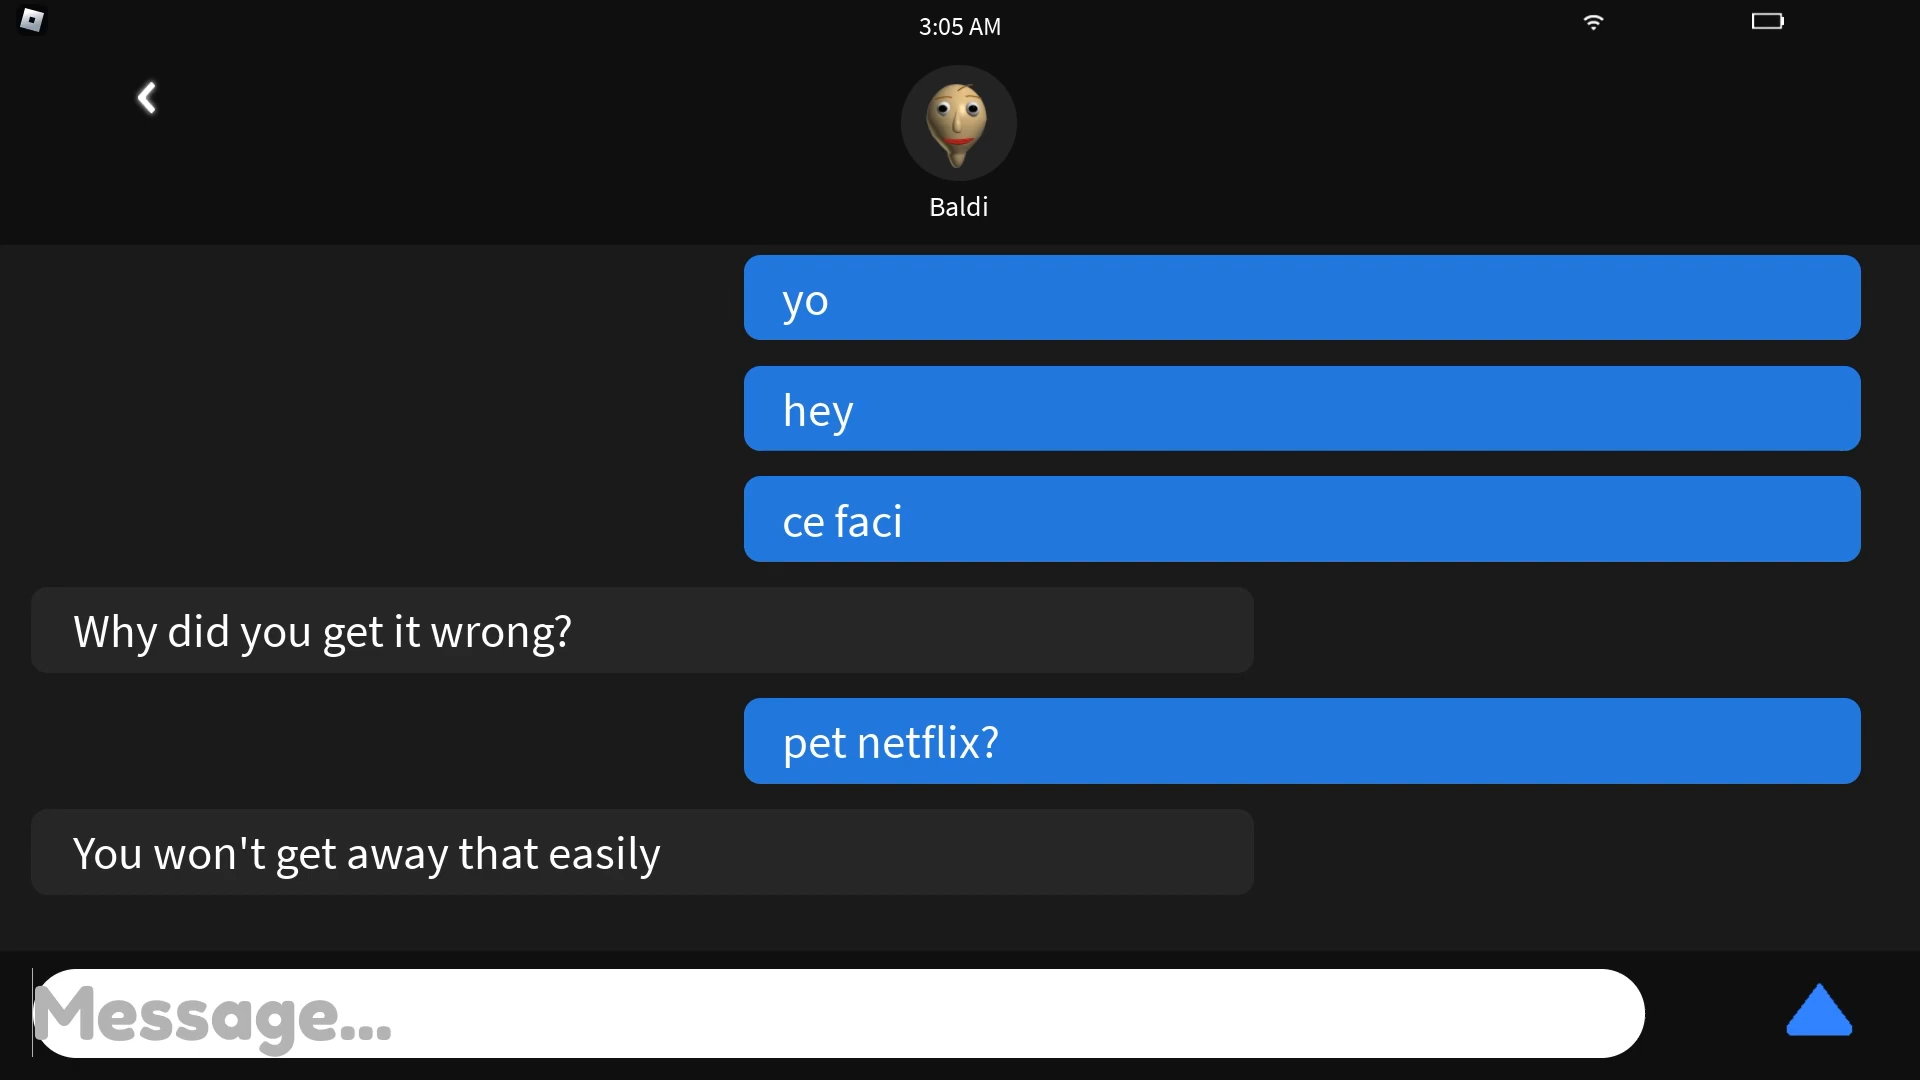 3:05 AM
Baldi
yo
hey
ce faci
Why did you get it wrong?
pet netflix?
You won't get away that easily
Message...